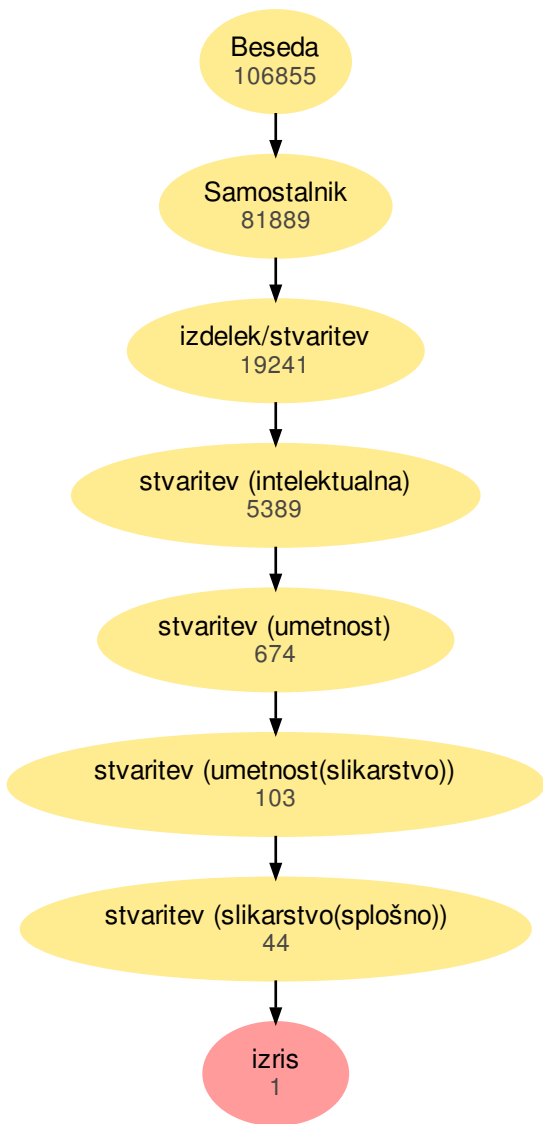 Beseda
106855
Samostalnik
81889
izdelek/stvaritev
19241
stvaritev (intelektualna)
5389
stvaritev (umetnost)
674
stvaritev (umetnost(slikarstvo))
103
stvaritev (slikarstvo(splošno))
44
izris
1